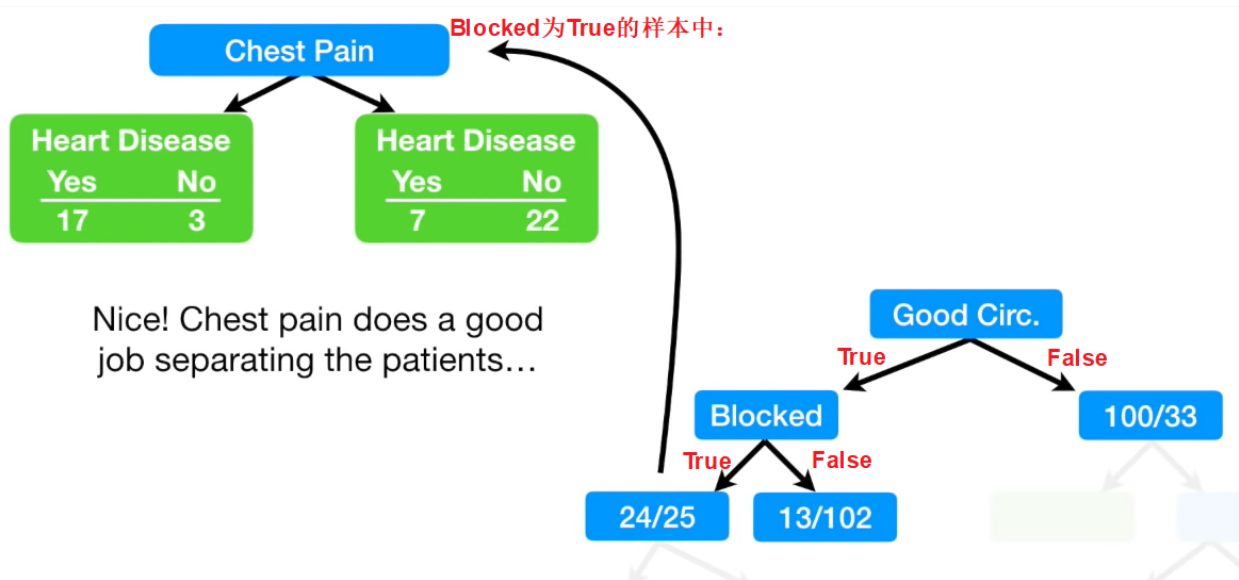 Blocked为True的样本中:
Chest Pain
Heart Disease
Yes No
17 3
Heart Disease
Yes No
7 22
Nice! Chest pain does a good
job separating the patients…
Good Circ.
True False
Blocked
100/33
True False
24/25
13/102